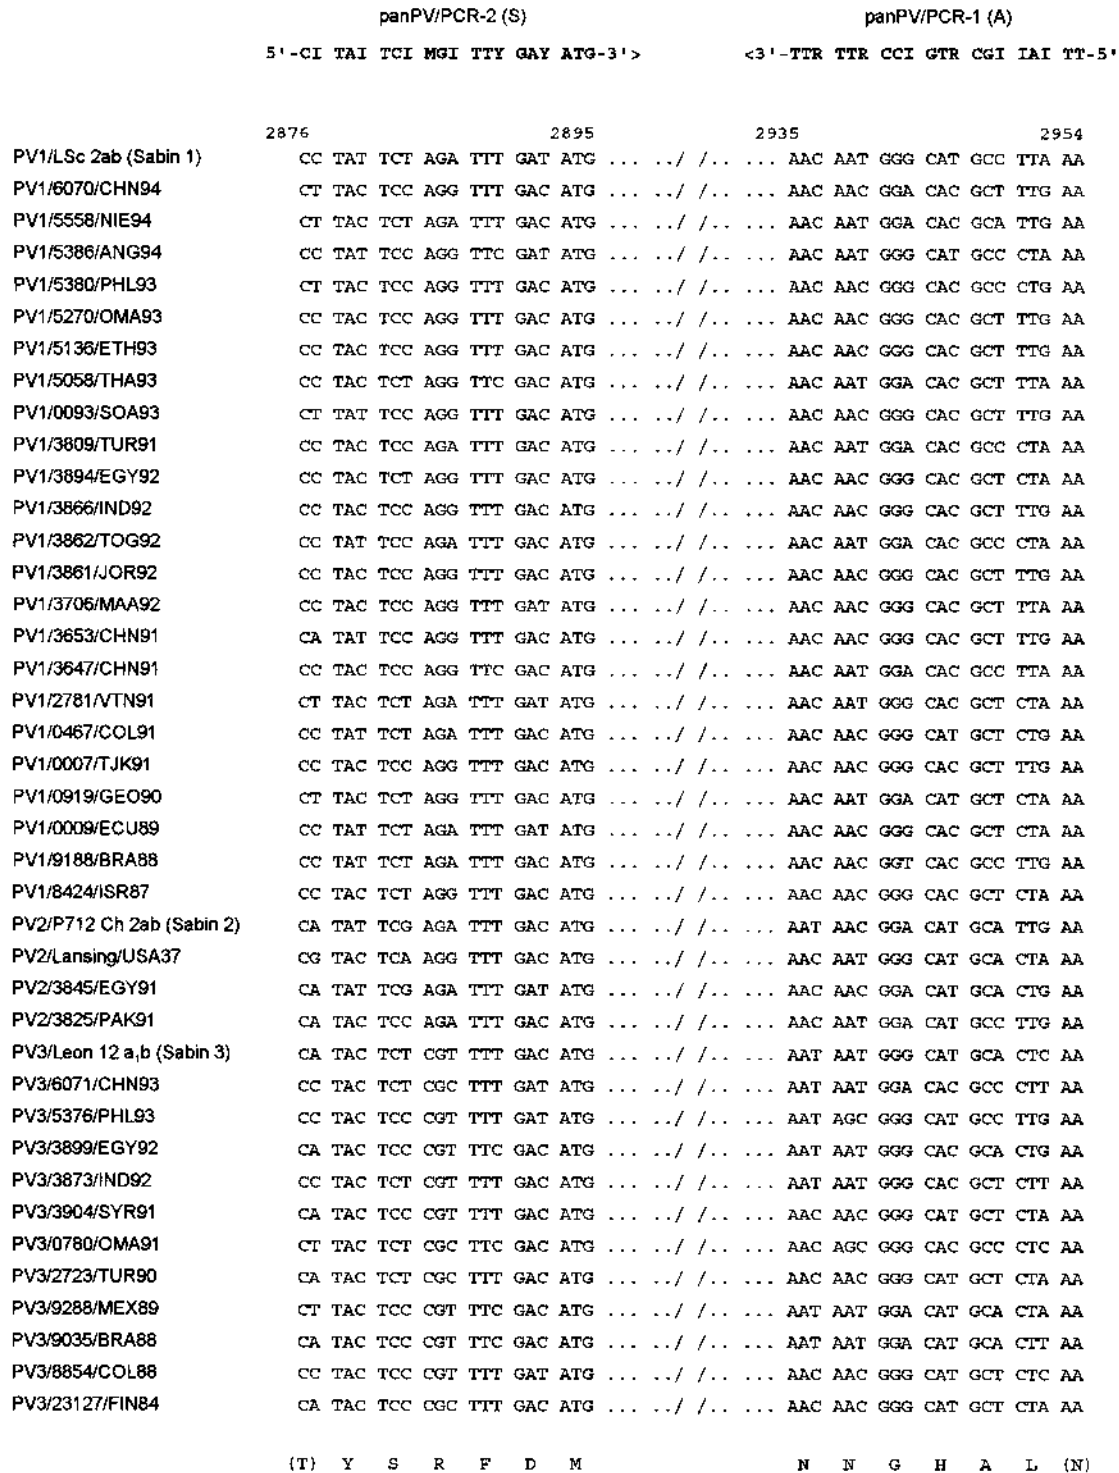 panPV/PCR-2 (S) panPV/PCR-1 (A)
5'-CI TAI TCI MGI TTY GAY ATG-3'> <3'-TTR TTR CCI GTR CGI IAI TT-5'
2876 2895 2935 2954
PV1/LSc 2ab (Sabin 1) CC TAT TCT AGA TTT GAT ATG ... ../ /.. ... AAC AAT GGG CAT GCC TTA AA
PV1/6070/CHN94 CT TAC TCC AGG TTT GAC ATG ... ../ /.. ... AAC AAC GGA CAC GCT TTG AA
PV1/5558/NIE94 CT TAC TCT AGA TTT GAC ATG ... ../ /.. ... AAC AAT GGA CAC GCA TTG AA
PV1/5386/ANG94 CC TAT TCC AGG TTC GAT ATG ... ../ /.. ... AAC AAT GGG CAT GCC CTA AA
PV1/5380/PHL93 CT TAC TCC AGG TTT GAC ATG ... ../ /.. ... AAC AAC GGG CAC GCC CTG AA
PV1/5270/OMA93 CC TAC TCC AGG TTT GAC ATG ... ../ /.. ... AAC AAC GGG CAC GCT TTG AA
PV1/5136/ETH93 CC TAC TCC AGG TTT GAC ATG ... ../ /.. ... AAC AAC GGG CAC GCT TTG AA
PV1/5058/THA93 CC TAC TCT AGG TTC GAC ATG ... ../ /.. ... AAC AAT GGA CAC GCT TTA AA
PV1/0093/SOA93 CT TAT TCC AGG TTT GAC ATG ... ../ /.. ... AAC AAC GGG CAC GCT TTG AA
PV1/3809/TUR91 CC TAC TCC AGA TTT GAC ATG ... ../ /.. ... AAC AAT GGA CAC GCC CTA AA
PV1/3894/EGY92 CC TAC TCT AGG TTT GAC ATG ... ../ /.. ... AAC AAC GGG CAC GCT CTA AA
PV1/3866/IND92 CC TAC TCC AGG TTT GAC ATG ... ../ /.. ... AAC AAC GGG CAC GCT TTG AA
PV1/3862/TOG92 CC TAT TCC AGA TTT GAC ATG ... ../ /.. ... AAC AAT GGA CAC GCC CTA AA
PV1/3861/JOR92 CC TAC TCC AGG TTT GAC ATG ... ../ /.. ... AAC AAC GGG CAC GCT TTG AA
PV1/3706/MAA92 CC TAC TCC AGG TTT GAT ATG ... ../ /.. ... AAC AAC GGG CAC GCT TTA AA
PV1/3653/CHN91 CA TAT TCC AGG TTT GAC ATG ... ../ /.. ... AAC AAC GGG CAC GCT TTG AA
PV1/3647/CHN91 CC TAC TCC AGG TTC GAC ATG ... ../ /.. ... AAC AAT GGA CAC GCC TTA AA
PV1/2781/VTN91 CT TAC TCT AGA TTT GAT ATG ... ../ /.. ... AAC AAT GGG CAC GCT CTA AA
PV1/0467/COL91 CC TAT TCT AGA TTT GAC ATG ... ../ /.. ... AAC AAC GGG CAT GCT CTG AA
PV1/0007/TJK91 CC TAC TCC AGG TTT GAC ATG ... ../ /.. ... AAC AAC GGG CAC GCT TTG AA
PV1/0919/GEO90 CT TAC TCT AGG TTT GAC ATG ... ../ /.. ... AAC AAT GGA CAT GCT CTA AA
PV1/0009/ECU89 CC TAT TCT AGA TTT GAT ATG ... ../ /.. ... AAC AAC GGG CAC GCT CTA AA
PV1/9188/BRA88 CC TAT TCT AGA TTT GAC ATG ... ../ /.. ... AAC AAC GGT CAC GCC TTG AA
PV1/8424/ISR87 CC TAC TCT AGG TTT GAC ATG ... ../ /.. ... AAC AAC GGG CAC GCT CTA AA
PV2/P712 Ch 2ab (Sabin 2) CA TAT TCG AGA TTT GAC ATG ... ../ /.. ... AAT AAC GGA CAT GCA TTG AA
PV2/Lansing/USA37 CG TAC TCA AGG TTT GAC ATG ... ../ /.. ... AAC AAT GGG CAT GCA CTA AA
PV2/3845/EGY91 CA TAT TCG AGA TTT GAT ATG ... ../ /.. ... AAC AAC GGA CAT GCA CTG AA
PV2/3825/PAK91 CA TAC TCC AGA TTT GAC ATG ... ../ /.. ... AAC AAT GGA CAT GCC TTG AA
PV3/Leon 12 a₁b (Sabin 3) CA TAC TCT CGT TTT GAC ATG ... ../ /.. ... AAT AAT GGG CAT GCA CTC AA
PV3/6071/CHN93 CC TAC TCT CGC TTT GAT ATG ... ../ /.. ... AAT AAT GGA CAC GCC CTT AA
PV3/5376/PHL93 CC TAC TCC CGT TTT GAT ATG ... ../ /.. ... AAT AGC GGG CAT GCC TTG AA
PV3/3899/EGY92 CA TAC TCC CGT TTC GAC ATG ... ../ /.. ... AAT AAT GGG CAC GCA CTG AA
PV3/3873/IND92 CC TAC TCT CGT TTT GAC ATG ... ../ /.. ... AAT AAT GGG CAC GCT CTT AA
PV3/3904/SYR91 CA TAC TCC CGT TTT GAC ATG ... ../ /.. ... AAC AAC GGG CAT GCT CTA AA
PV3/0780/OMA91 CT TAC TCT CGC TTC GAC ATG ... ../ /.. ... AAC AGC GGG CAC GCC CTC AA
PV3/2723/TUR90 CA TAC TCT CGC TTT GAC ATG ... ../ /.. ... AAC AAC GGG CAT GCT CTA AA
PV3/9288/MEX89 CT TAC TCC CGT TTC GAC ATG ... ../ /.. ... AAT AAT GGA CAT GCA CTA AA
PV3/9035/BRA88 CA TAC TCC CGT TTC GAC ATG ... ../ /.. ... AAT AAT GGA CAT GCA CTT AA
PV3/8854/COL88 CC TAC TCC CGT TTT GAT ATG ... ../ /.. ... AAC AAC GGG CAT GCT CTC AA
PV3/23127/FIN84 CA TAC TCC CGC TTT GAC ATG ... ../ /.. ... AAC AAC GGG CAT GCT CTA AA
(T) Y S R F D M N N G H A L (N)